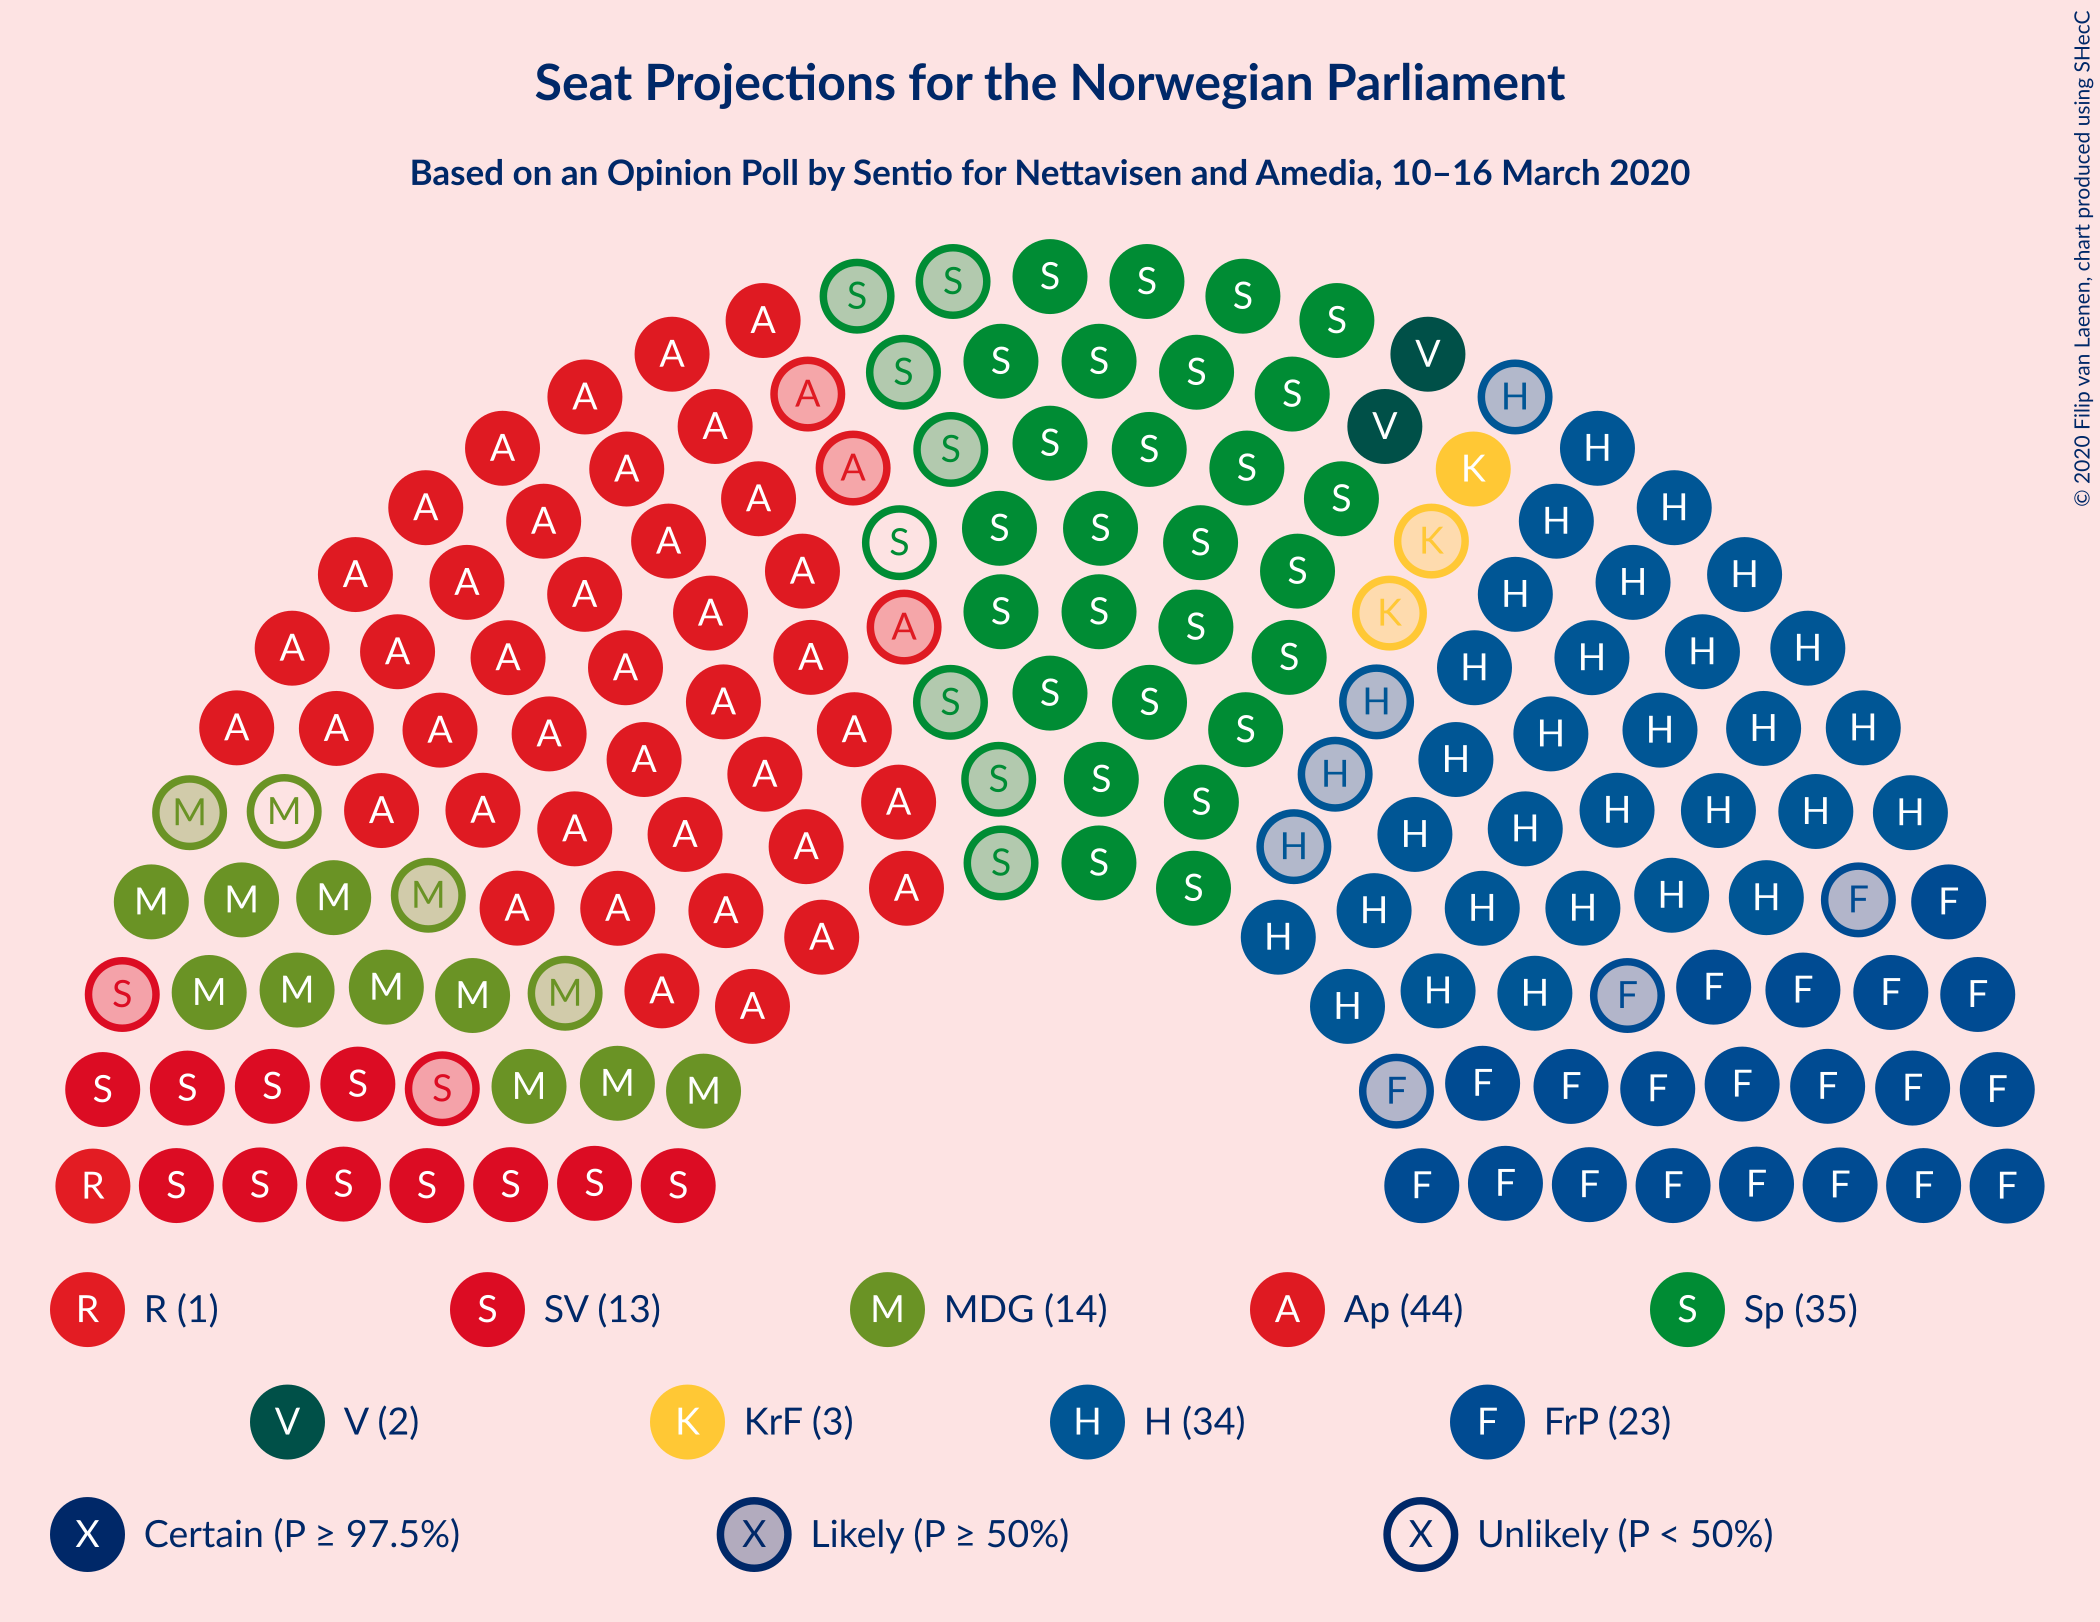 Seat Projections for the Norwegian Parliament
Based on an Opinion Poll by Sentio for Nettavisen and Amedia, 10–16 March 2020
© 2020 Filip van Laenen, chart produced using SHecC
S S S S S S
A V
A S S S S S H
A A V H
A A S S S S K H
A A A S K H H
A A A S S S S S K H H
A A A A A S S S S H H H
A A A A A S S S S H H H H H
A A A A A A S S S H H H H H
M M A A A A A S S H H H H H H
M M M M A A A A A S S S H H H H H H F F
S M M M M M A A H H H F F F F F
S S S S S M M M F F F F F F F F
R S S S S S S S F F F F F F F F
R R (1) S SV (13) M MDG (14) A Ap (44) S Sp (35)
V V (2) K KrF (3) H H (34) F FrP (23)
X Certain (P ≥ 97.5%) X Likely (P ≥ 50%) X Unlikely (P < 50%)